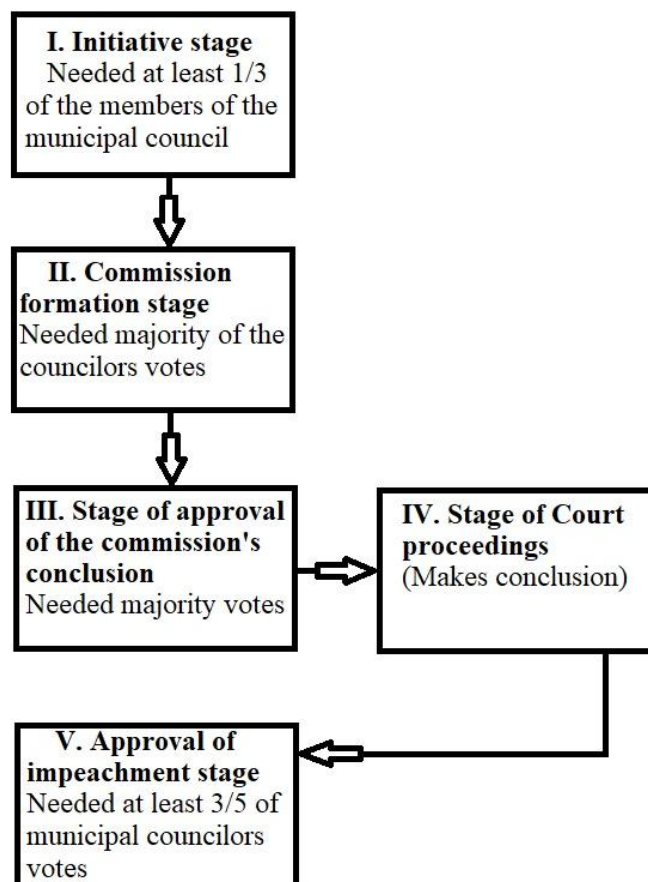 I. Initiative stage
Needed at least 1/3
of the members of the
municipal council
II. Commission
formation stage
Needed majority of the
councilors votes
III. Stage of approval
of the commission's
conclusion
Needed majority votes
IV. Stage of Court
proceedings
(Makes conclusion)
V. Approval of
impeachment stage
Needed at least 3/5 of
municipal councilors
votes